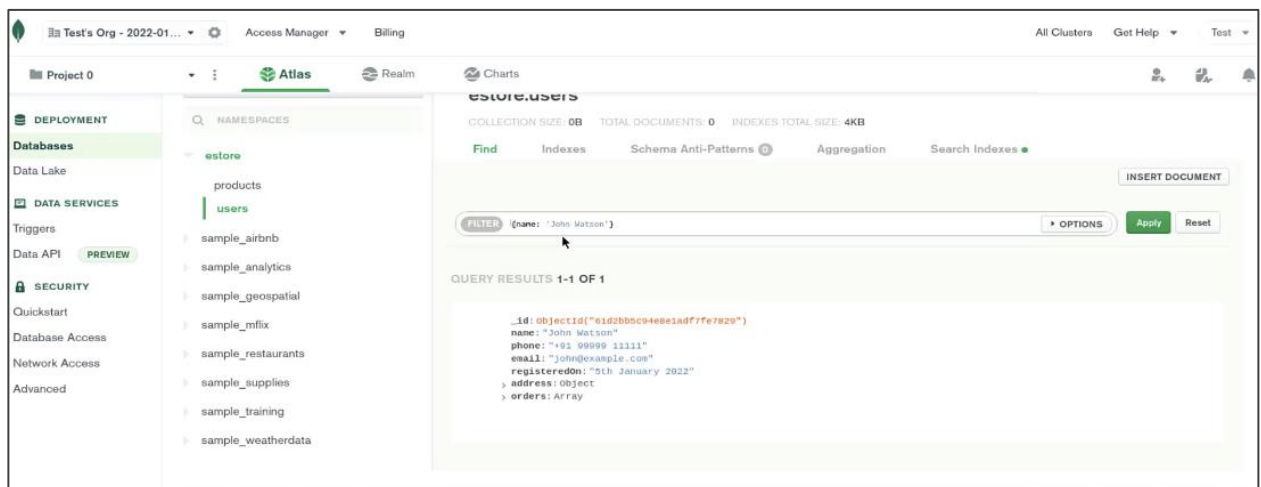 Test's Org - 2022-01... Access Manager Billing All Clusters Get Help Test
Project 0 Atlas Realm Charts
DEPLOYMENT
Databases
Data Lake
DATA SERVICES
Triggers
Data API PREVIEW
SECURITY
Quickstart
Database Access
Network Access
Advanced
NAMESPACES
estore
products
users
sample_airbnb
sample_analytics
sample_geospatial
sample_mflix
sample_restaurants
sample_supplies
sample_training
sample_weatherdata
estore.users
COLLECTION SIZE: 0B TOTAL DOCUMENTS: 0 INDEXES TOTAL SIZE: 4KB
Find Indexes Schema Anti-Patterns 0 Aggregation Search Indexes
INSERT DOCUMENT
FILTER {name: 'John Watson'} OPTIONS Apply Reset
QUERY RESULTS 1-1 OF 1
_id: ObjectId("61d2bb5c94e8e1adf7fe7829")
name: "John Watson"
phone: "+91 99999 11111"
email: "john@example.com"
registeredOn: "5th January 2022"
address: Object
orders: Array